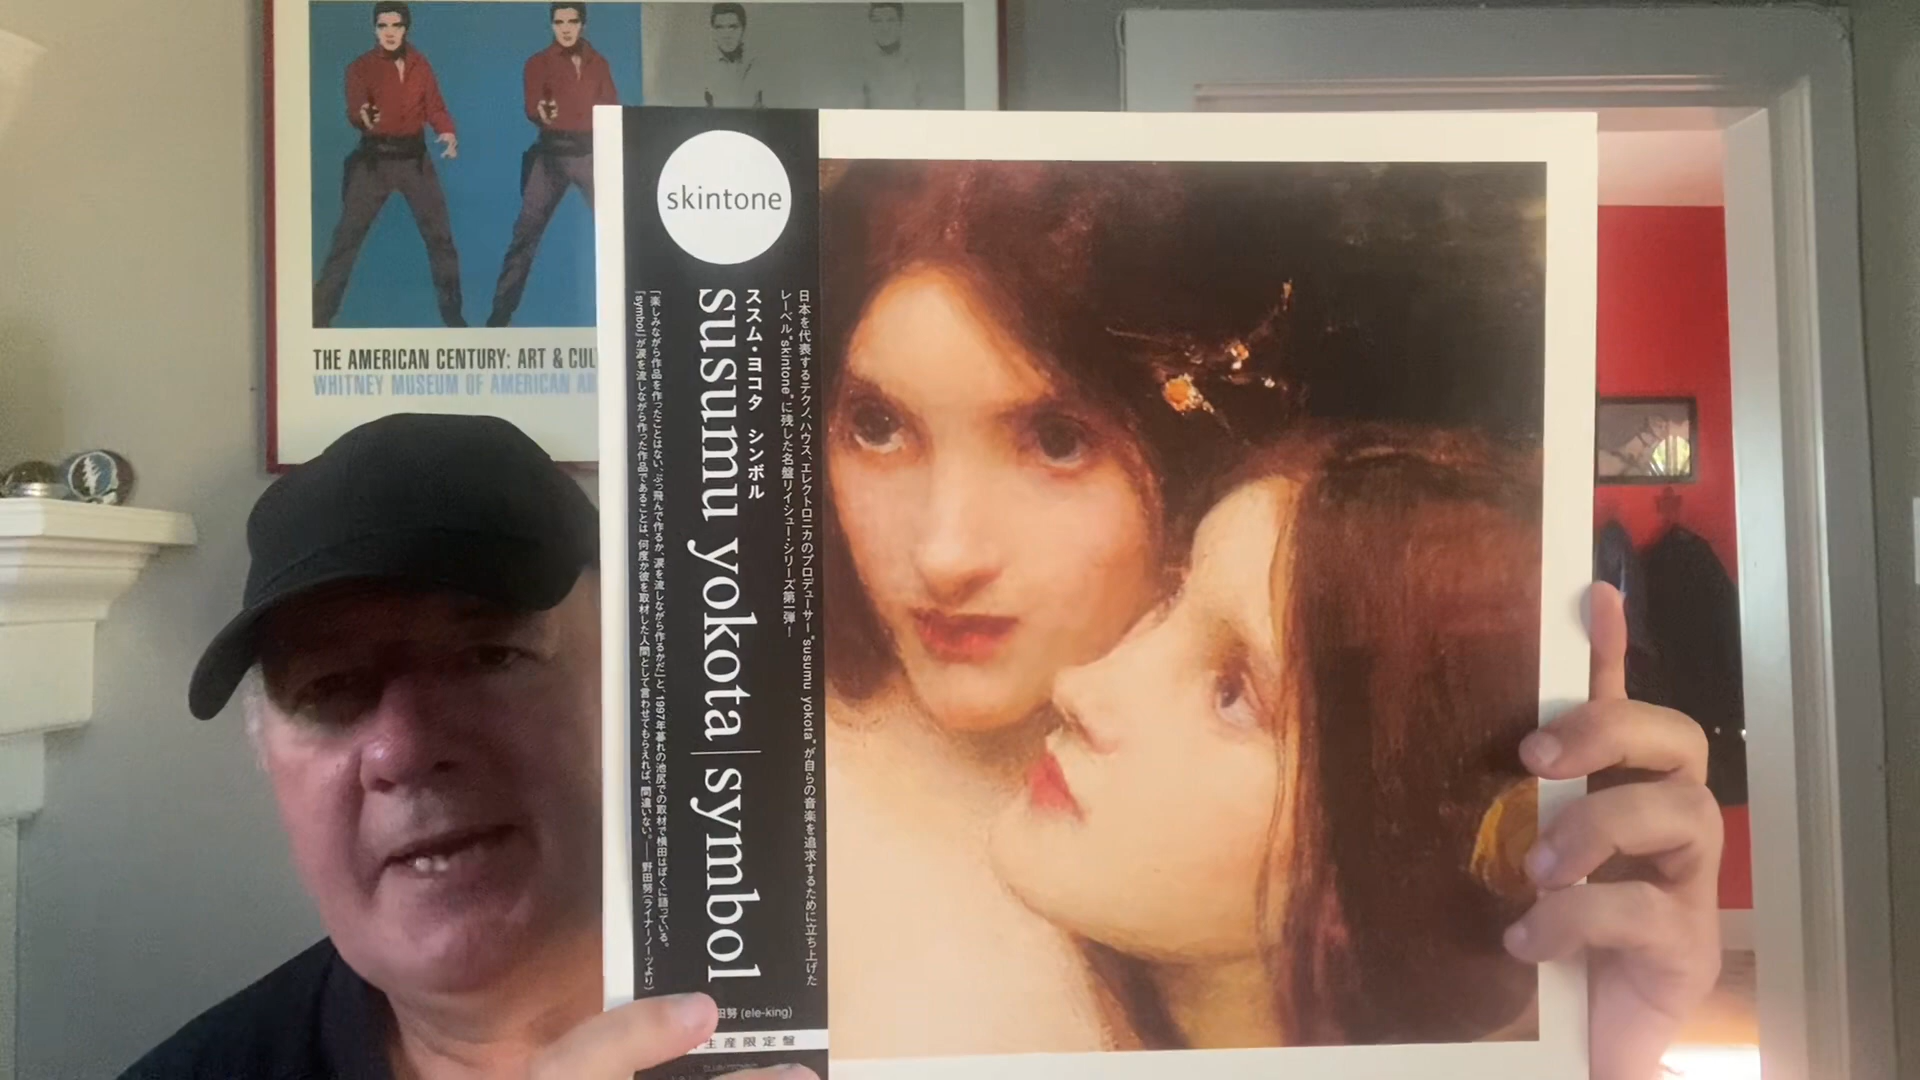 THE AMERICAN CENTURY: ART & CUL
WHITNEY MUSEUM OF AMERICAN AR
skintone
日本を代表するテクノ、ハウス、エレクトロニカのプロデューサー“susumu yokota”が自らの音楽を追求するために立ち上げた
レーベル“skintone”に残した名盤リイシュー・シリーズ第一弾！
ススム・ヨコタ シンボル
susumu yokota | symbol
「楽しみながら作品を作ったことはない、ぶっ飛んで作るか、涙を流しながら作るかだ」と、1997年暮れの池尻での取材で横田はぼくに語っている。
『symbol』が涙を流しながら作った作品であることは、何度か彼を取材した人間として言わせてもらえれば、間違いない。── 野田努（ライナーノーツより）
田努 (ele-king)
生産限定盤